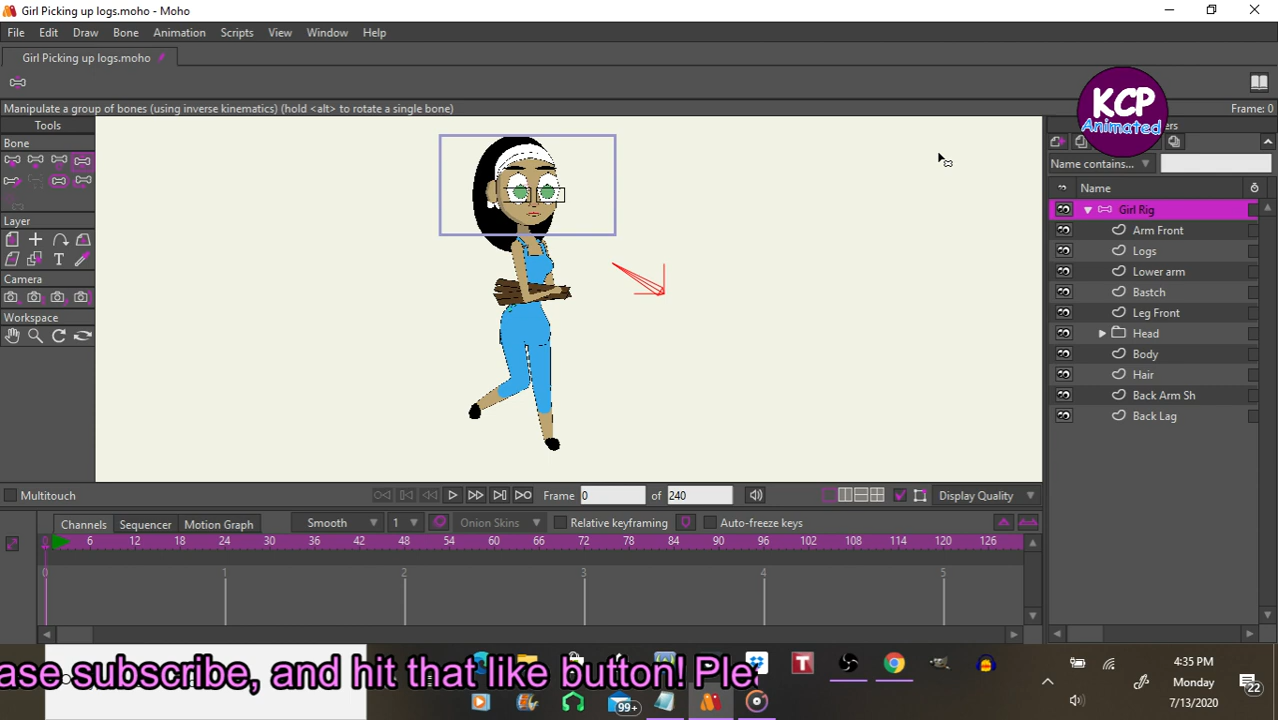 Girl Picking up logs.moho - Moho
File Edit Draw Bone Animation Scripts View Window Help
Girl Picking up logs.moho
Manipulate a group of bones (using inverse kinematics) (hold <alt> to rotate a single bone)
Frame: 0
KCP
Animated
Tools
Bone
Layer
Camera
Workspace
Name contains...
Name
Girl Rig
Arm Front
Logs
Lower arm
Bastch
Leg Front
Head
Body
Hair
Back Arm Sh
Back Lag
Multitouch
Frame 0 of 240
Display Quality
Channels Sequencer Motion Graph Smooth 1 Onion Skins Relative keyframing Auto-freeze keys
0 6 12 18 24 30 36 42 48 54 60 66 72 78 84 90 96 102 108 114 120 126
0 1 2 3 4 5
ase subscribe, and hit that like button! Ple
99+
4:35 PM
Monday
7/13/2020
22